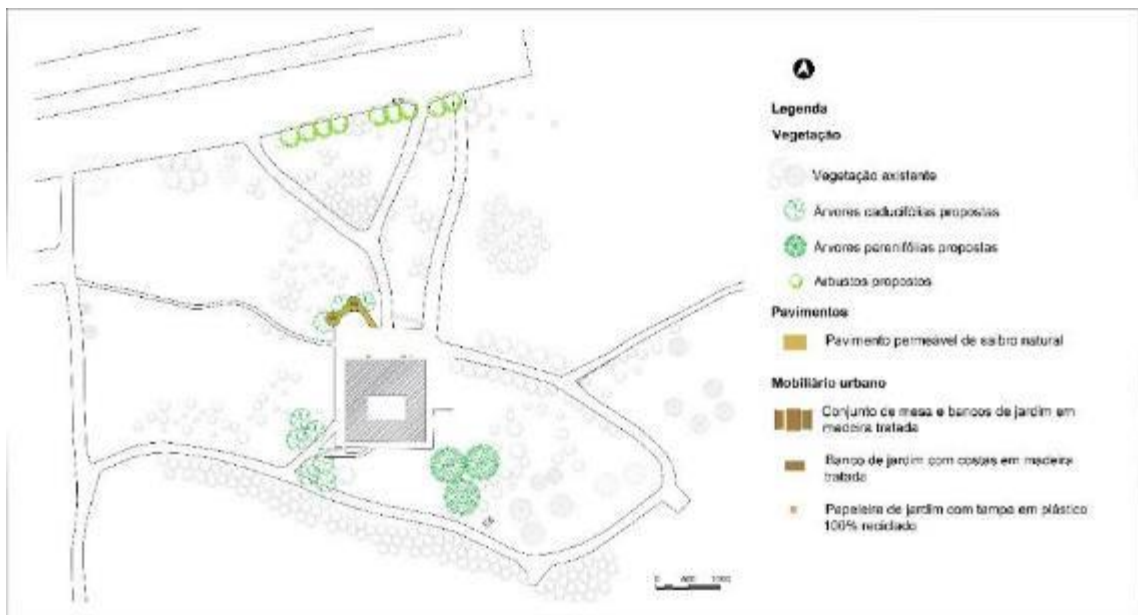 Legenda
Vegetação
Vegetação existente
Árvores caducifólias propostas
Árvores perenifólias propostas
Arbustos propostos
Pavimentos
Pavimento permeável de saibro natural
Mobiliário urbano
Conjunto de mesa e bancos de jardim em
madeira tratada
Banco de jardim com costas em madeira
tratada
Papeleira de jardim com tampa em plástico
100% reciclado
0